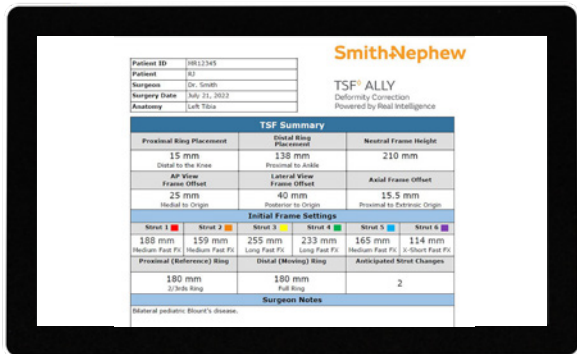 Smith+Nephew
Patient ID MR12345
Patient RJ
Surgeon Dr. Smith
Surgery Date July 21, 2022
Anatomy Left Tibia
TSF° ALLY
Deformity Correction
Powered by Real Intelligence
TSF Summary
Proximal Ring Placement Distal Ring Placement Neutral Frame Height
15 mm 138 mm 210 mm
Distal to the Knee Proximal to Ankle
AP View Frame Offset Lateral View Frame Offset Axial Frame Offset
25 mm 40 mm 15.5 mm
Medial to Origin Posterior to Origin Proximal to Extrinsic Origin
Initial Frame Settings
Strut 1 Strut 2 Strut 3 Strut 4 Strut 5 Strut 6
188 mm 159 mm 255 mm 233 mm 165 mm 114 mm
Medium Fast FX Medium Fast FX Long Fast FX Long Fast FX Medium Fast FX X-Short Fast FX
Proximal (Reference) Ring Distal (Moving) Ring Anticipated Strut Changes
180 mm 180 mm 2
2/3rds Ring Full Ring
Surgeon Notes
Bilateral pediatric Blount's disease.